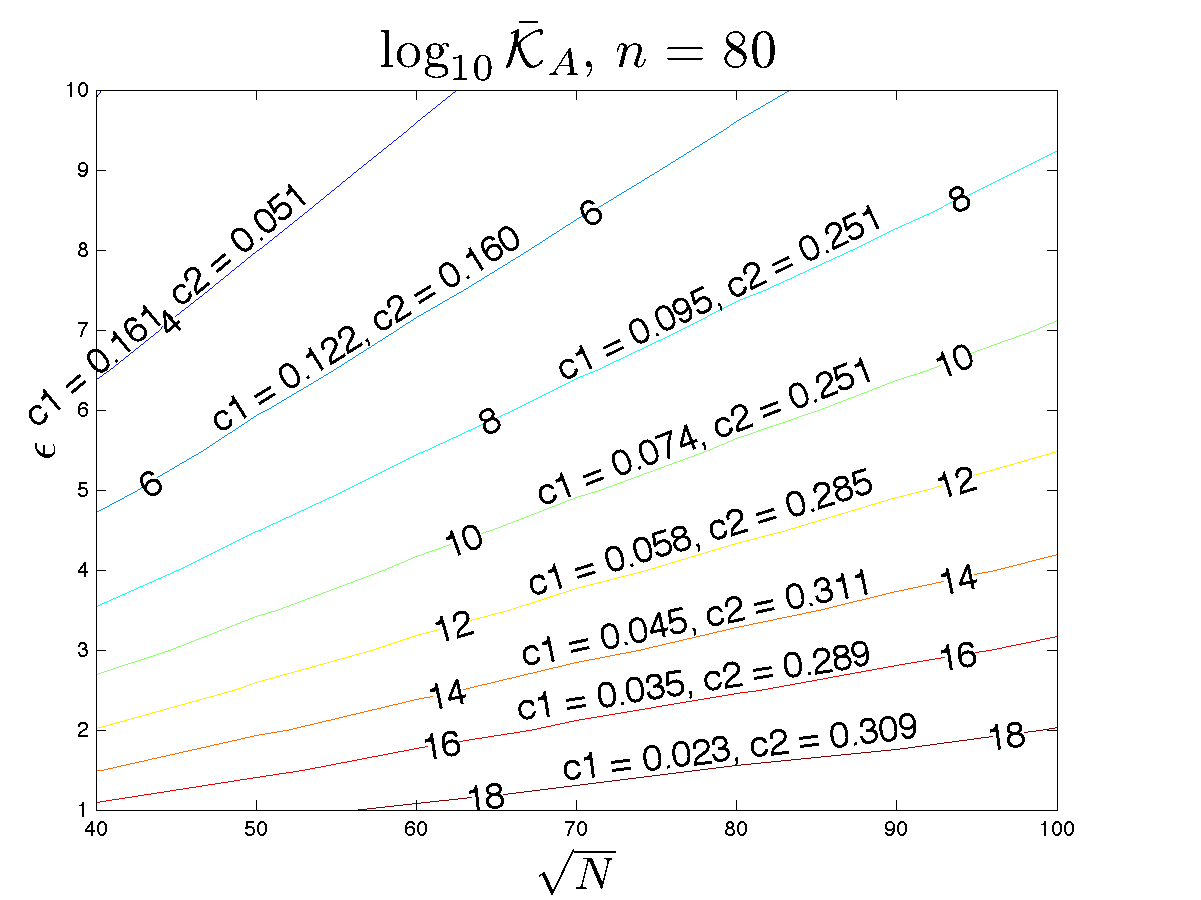 log₁₀ 𝒦̄_A, n = 80
10
9
8
7
6
5
4
3
2
1
ϵ
c1 = 0.161, c2 = 0.051
4
c1 = 0.122, c2 = 0.160
6
6
c1 = 0.095, c2 = 0.251
8
8
c1 = 0.074, c2 = 0.251
10
10
c1 = 0.058, c2 = 0.285
12
12
c1 = 0.045, c2 = 0.311
14
14
c1 = 0.035, c2 = 0.289
16
16
c1 = 0.023, c2 = 0.309
18
18
40 50 60 70 80 90 100
√N